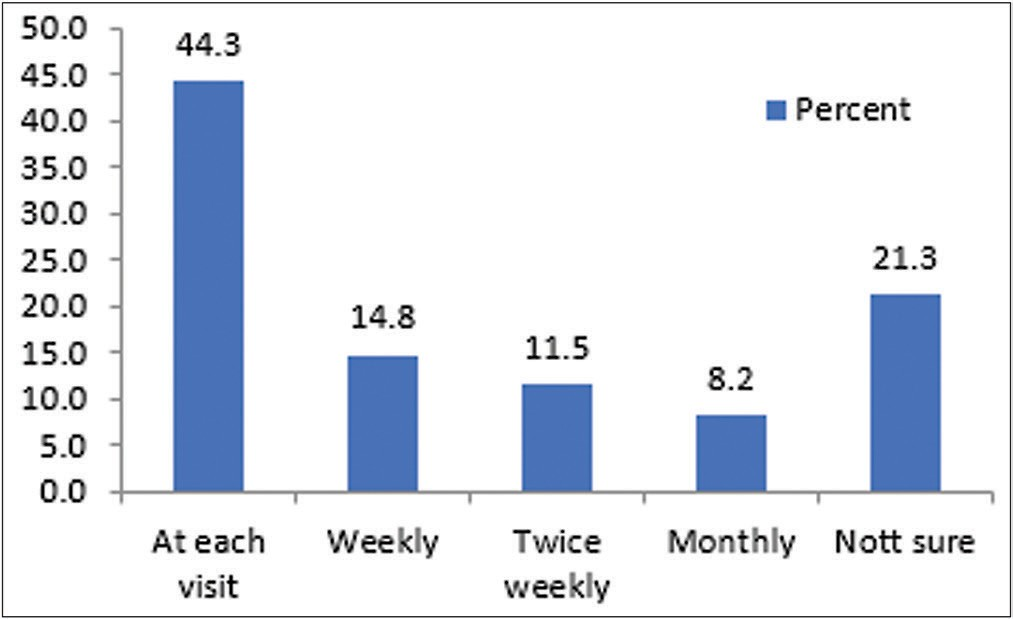 50.0
45.0
40.0
35.0
30.0
25.0
20.0
15.0
10.0
5.0
0.0
44.3
14.8
11.5
8.2
21.3
Percent
At each
visit
Weekly
Twice
weekly
Monthly
Nott sure